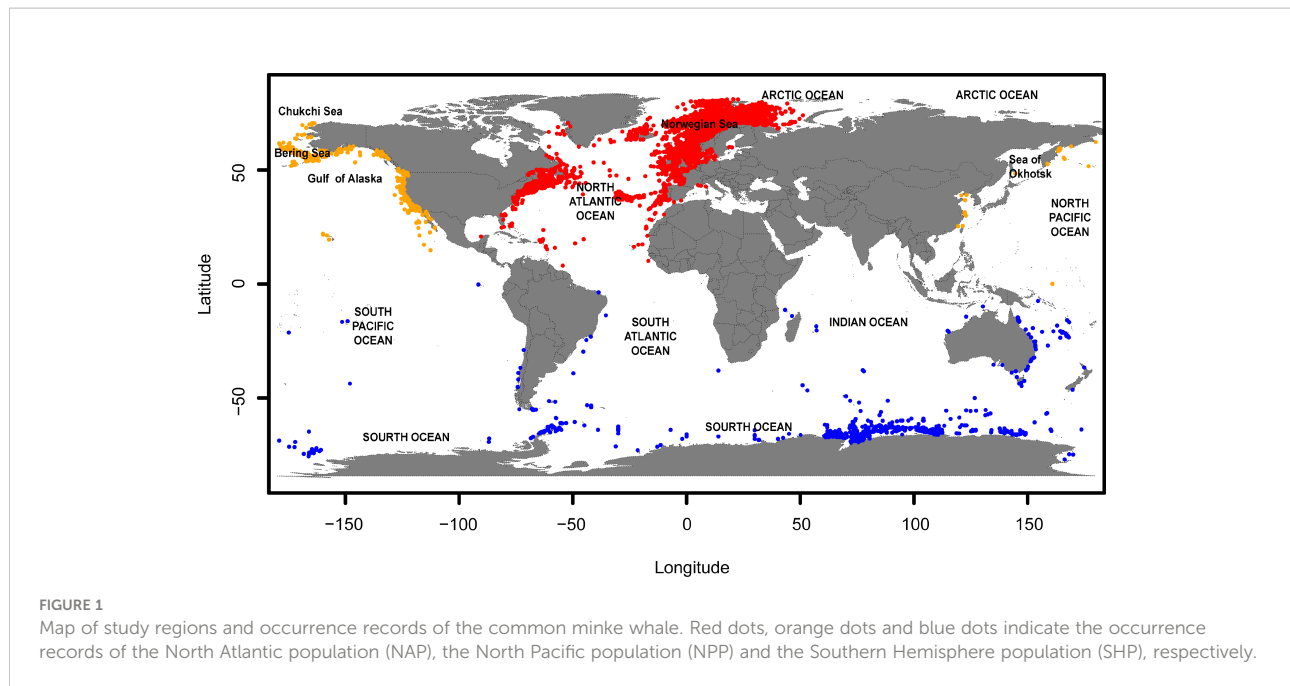 ARCTIC OCEAN
ARCTIC OCEAN
Chukchi Sea
Norwegian Sea
Bering Sea
Sea of
Okhotsk
Gulf of Alaska
NORTH
ATLANTIC
OCEAN
NORTH
PACIFIC
OCEAN
SOUTH
PACIFIC
OCEAN
SOUTH
ATLANTIC
OCEAN
INDIAN OCEAN
SOURTH OCEAN
SOURTH OCEAN
Latitude
50
0
−50
−150
−100
−50
0
50
100
150
Longitude
FIGURE 1
Map of study regions and occurrence records of the common minke whale. Red dots, orange dots and blue dots indicate the occurrence
records of the North Atlantic population (NAP), the North Pacific population (NPP) and the Southern Hemisphere population (SHP), respectively.